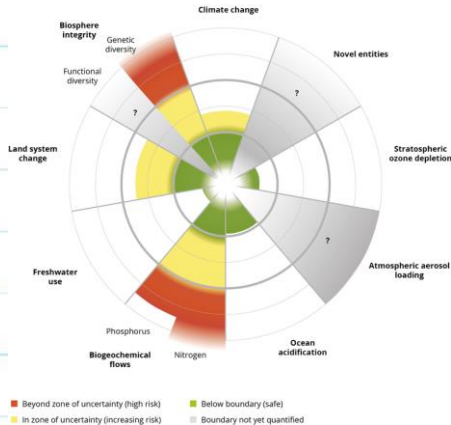 Climate change
Biosphere
integrity
Genetic
diversity
Novel entities
Functional
diversity
?
?
Land system
change
Stratospheric
ozone depletion
?
Freshwater
use
Atmospheric aerosol
loading
Phosphorus
Biogeochemical
flows
Nitrogen
Ocean
acidification
Beyond zone of uncertainty (high risk)
Below boundary (safe)
In zone of uncertainty (increasing risk)
Boundary not yet quantified